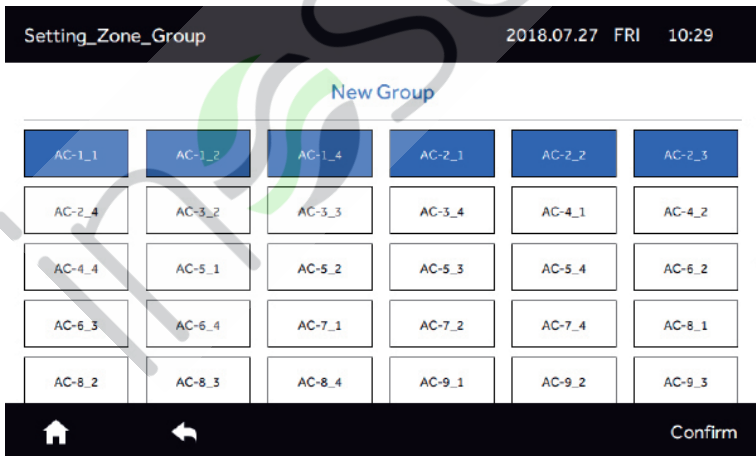 Setting_Zone_Group 2018.07.27 FRI 10:29
New Group
AC-1_1 AC-1_2 AC-1_4 AC-2_1 AC-2_2 AC-2_3
AC-2_4 AC-3_2 AC-3_3 AC-3_4 AC-4_1 AC-4_2
AC-4_4 AC-5_1 AC-5_2 AC-5_3 AC-5_4 AC-6_2
AC-6_3 AC-6_4 AC-7_1 AC-7_2 AC-7_4 AC-8_1
AC-8_2 AC-8_3 AC-8_4 AC-9_1 AC-9_2 AC-9_3
Confirm